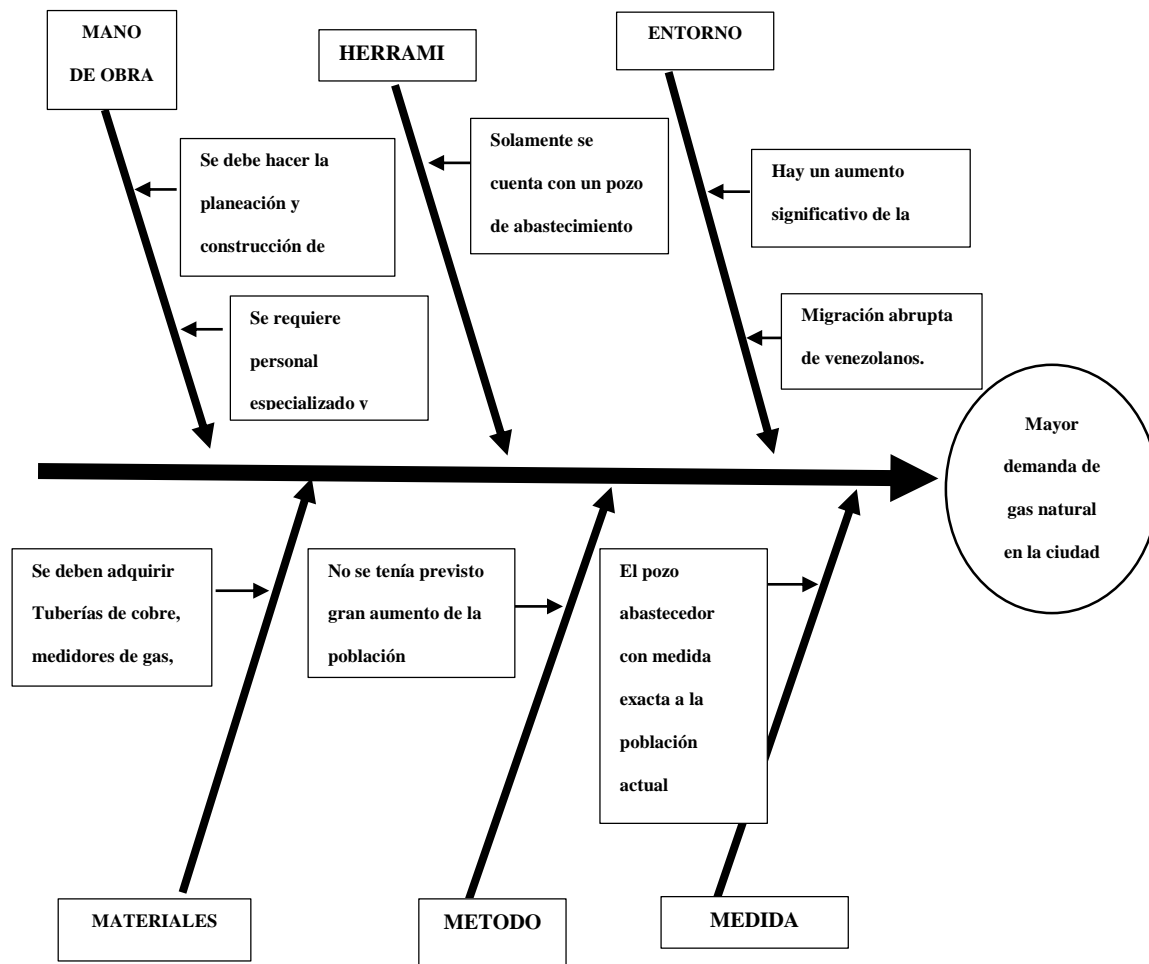 MANO
DE OBRA
HERRAMI
ENTORNO
Se debe hacer la
planeación y
construcción de
Solamente se
cuenta con un pozo
de abastecimiento
Hay un aumento
significativo de la
Se requiere
personal
especializado y
Migración abrupta
de venezolanos.
Mayor
demanda de
gas natural
en la ciudad
Se deben adquirir
Tuberías de cobre,
medidores de gas,
No se tenía previsto
gran aumento de la
población
El pozo
abastecedor
con medida
exacta a la
población
actual
MATERIALES
METODO
MEDIDA